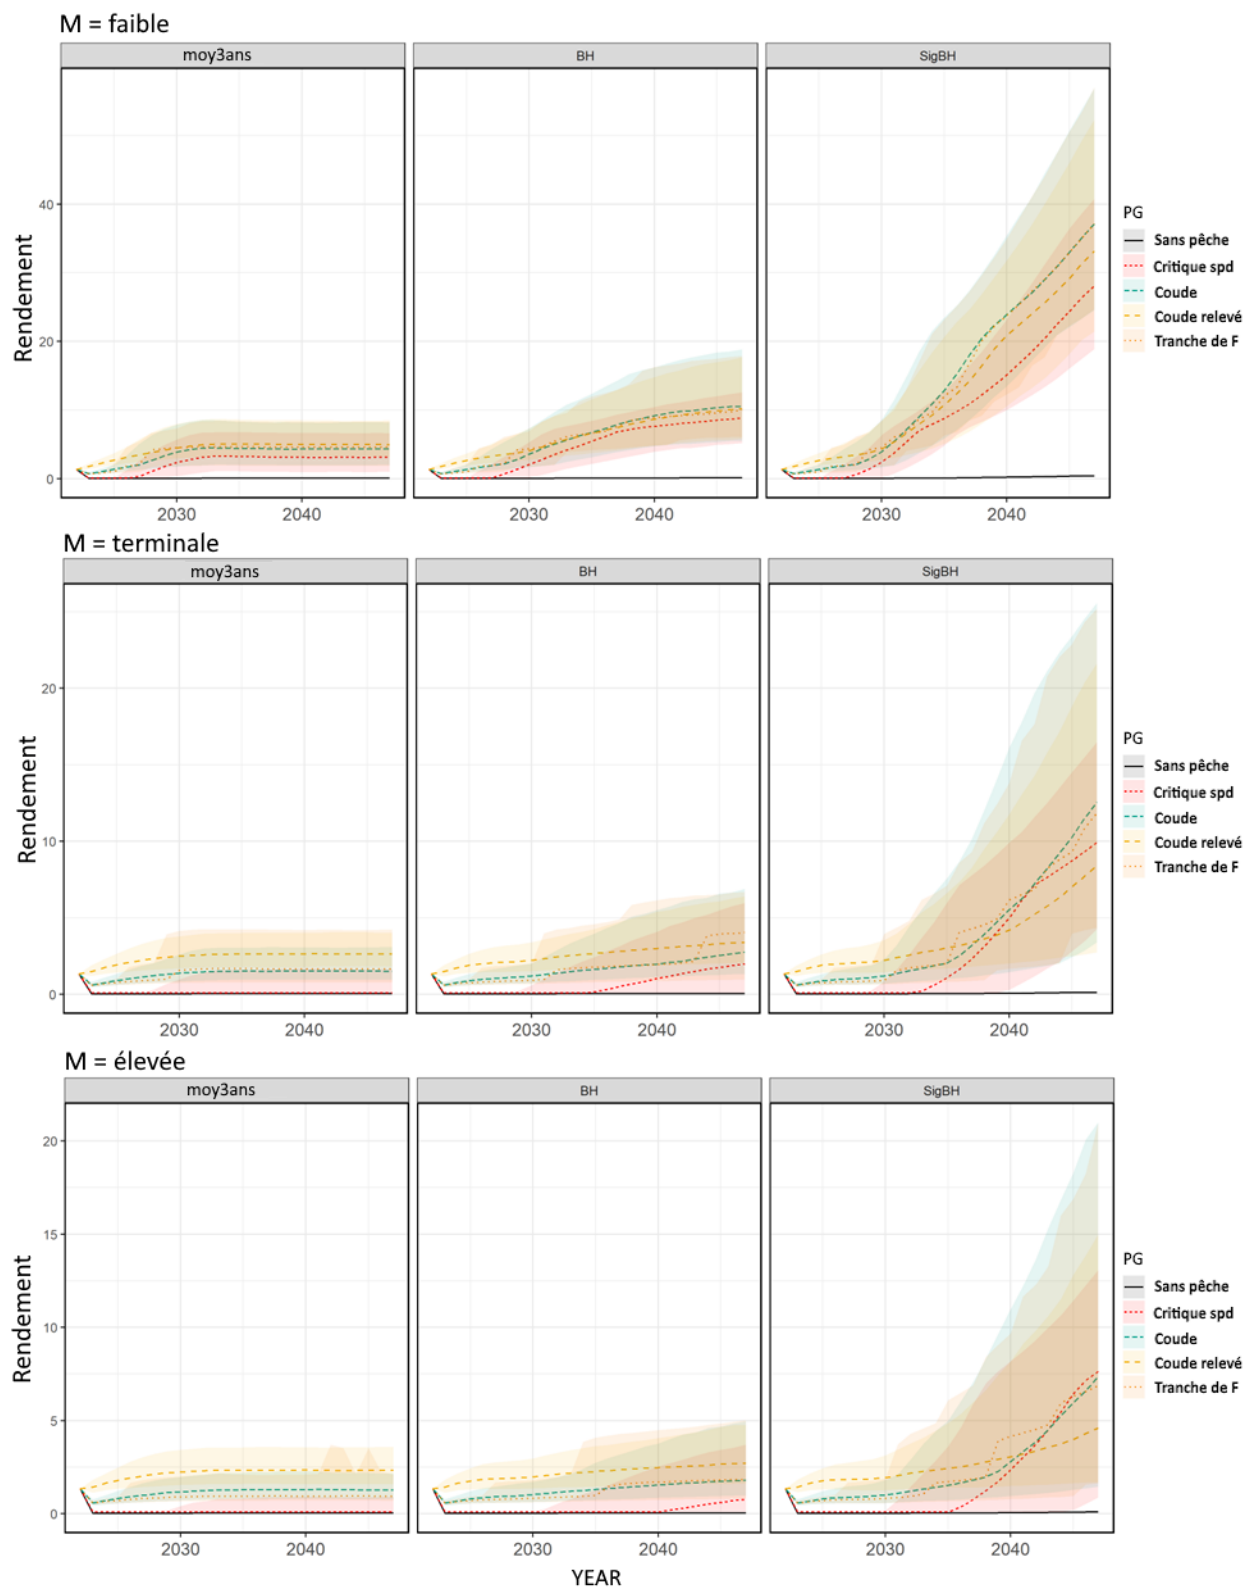 M = faible
moy3ans BH SigBH
Rendement
40
20
0
2030 2040 2030 2040 2030 2040
PG
Sans pêche
Critique spd
Coude
Coude relevé
Tranche de F
M = terminale
moy3ans BH SigBH
Rendement
20
10
0
2030 2040 2030 2040 2030 2040
PG
Sans pêche
Critique spd
Coude
Coude relevé
Tranche de F
M = élevée
moy3ans BH SigBH
Rendement
20
15
10
5
0
2030 2040 2030 2040 2030 2040
PG
Sans pêche
Critique spd
Coude
Coude relevé
Tranche de F
YEAR